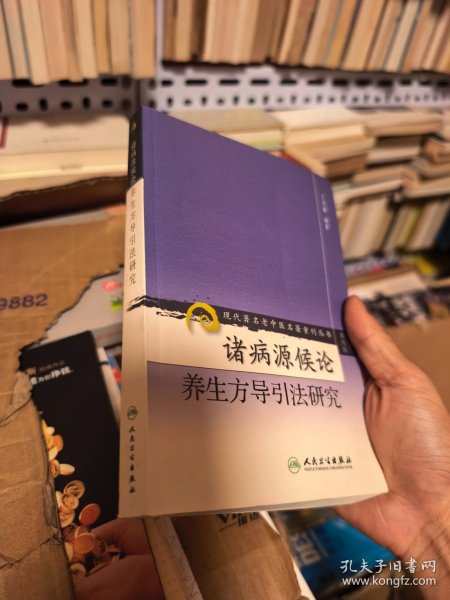 诸病源候论养生方导引法研究
现代著名老中医名著重刊丛书
诸病源候论
养生方导引法研究
人民卫生出版社
9882
孔夫子旧书网
www.kongfz.com